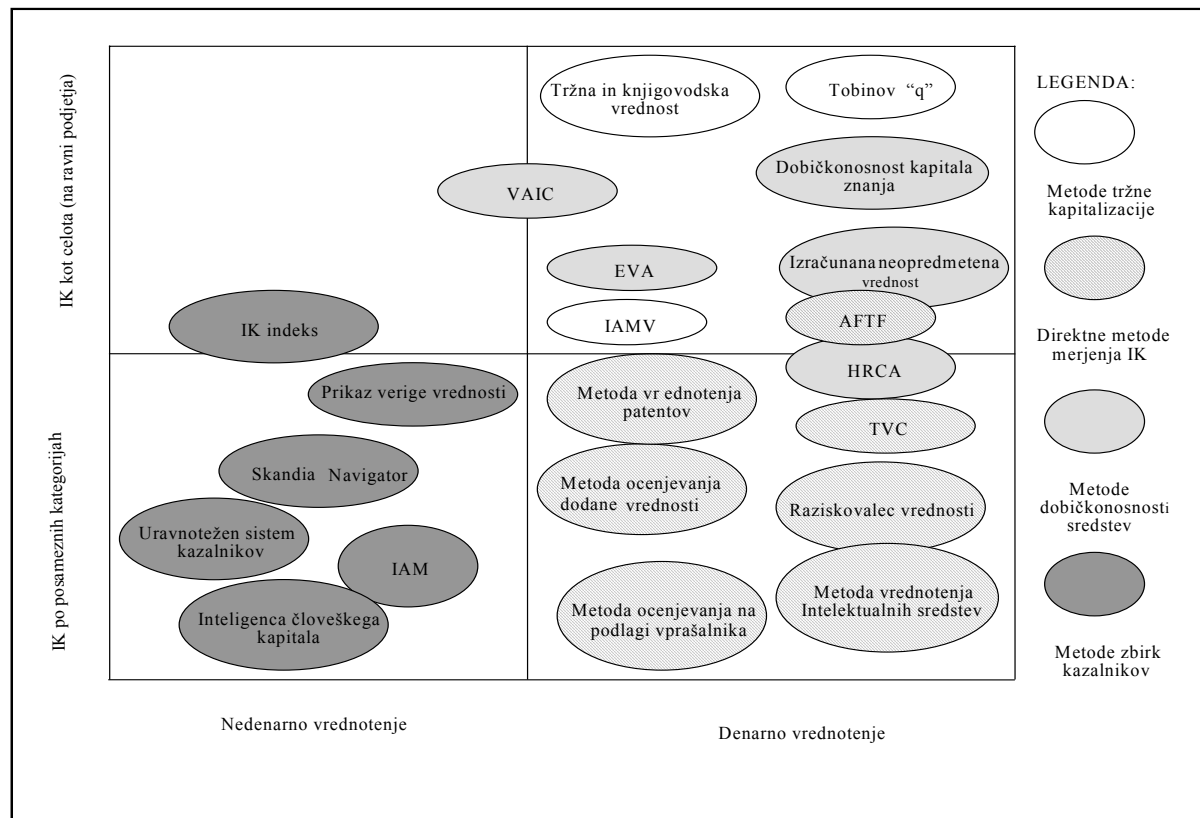 IK kot celota (na ravni podjetja)
IK po posameznih kategorijah
Tržna in knjigovodska
vrednost
Tobinov “q”
VAIC
Dobičkonosnost kapitala
znanja
EVA
Izračunana neopredmetena
vrednost
IAMV
AFTF
IK indeks
HRCA
Prikaz verige vrednosti
Metoda vr ednotenja
patentov
TVC
Skandia Navigator
Metoda ocenjevanja
dodane vrednosti
Raziskovalec vrednosti
Uravnotežen sistem
kazalnikov
IAM
Inteligenca človeškega
kapitala
Metoda ocenjevanja na
podlagi vprašalnika
Metoda vrednotenja
Intelektualnih sredstev
Nedenarno vrednotenje
Denarno vrednotenje
LEGENDA:
Metode tržne
kapitalizacije
Direktne metode
merjenja IK
Metode
dobičkonosnosti
sredstev
Metode zbirk
kazalnikov